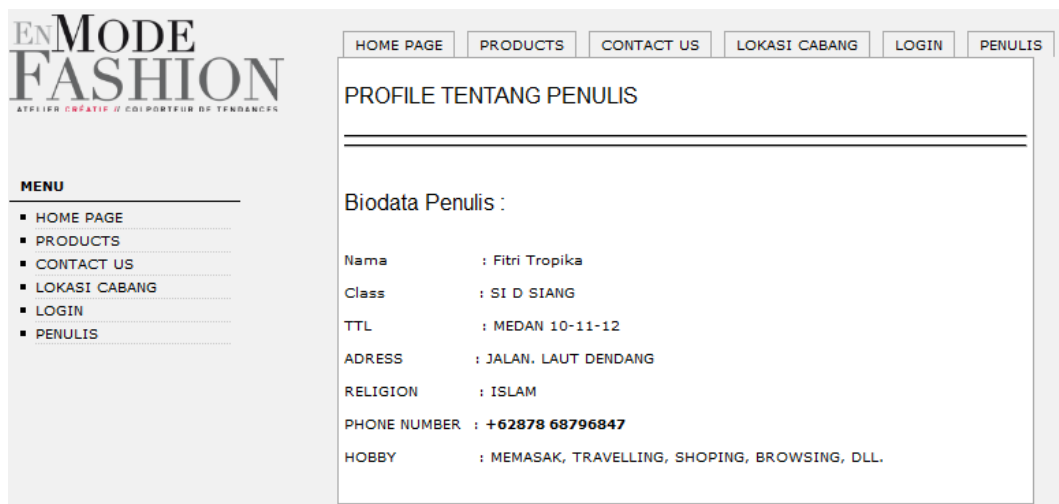 ENMODE
FASHION
ATELIER CRÉATIF // COLPORTEUR DE TENDANCES
HOME PAGE PRODUCTS CONTACT US LOKASI CABANG LOGIN PENULIS
PROFILE TENTANG PENULIS
MENU
▪ HOME PAGE
▪ PRODUCTS
▪ CONTACT US
▪ LOKASI CABANG
▪ LOGIN
▪ PENULIS
Biodata Penulis :
Nama : Fitri Tropika
Class : SI D SIANG
TTL : MEDAN 10-11-12
ADRESS : JALAN. LAUT DENDANG
RELIGION : ISLAM
PHONE NUMBER : +62878 68796847
HOBBY : MEMASAK, TRAVELLING, SHOPING, BROWSING, DLL.